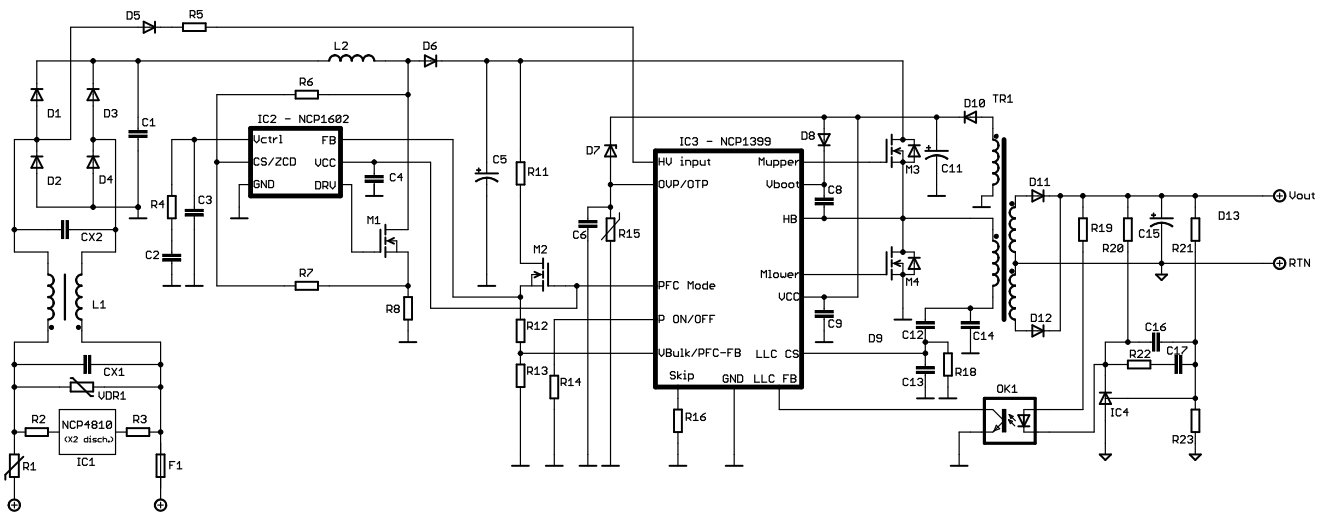 D5
R5
L2
D6
R6
D1
D3
C1
IC2 - NCP1602
Vctrl
FB
CS/ZCD
VCC
GND
DRV
C4
C5
R11
D7
IC3 - NCP1399
HV input
OVP/OTP
PFC Mode
P ON/OFF
VBulk/PFC-FB
Skip
GND
LLC FB
LLC CS
VCC
Mlower
HB
Vboot
Mupper
D8
C8
M3
C11
D10
TR1
D11
Vout
D2
D4
R4
C3
M1
C6
R15
R19
R20
C15
R21
D13
CX2
C2
M2
M4
RTN
R7
L1
R8
R12
C9
C12
C14
D12
D9
C16
CX1
R13
R14
C13
R18
R22
C17
VDR1
OK1
IC4
R2
NCP4810
(X2 disch.)
R3
R16
R23
IC1
R1
F1